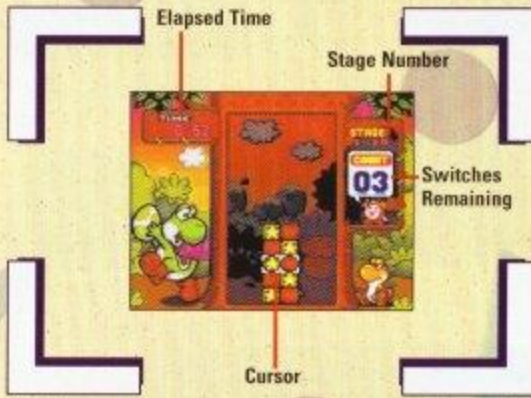 Elapsed Time
Stage Number
TIME
STAGE
COUNT
03
Switches
Remaining
Cursor